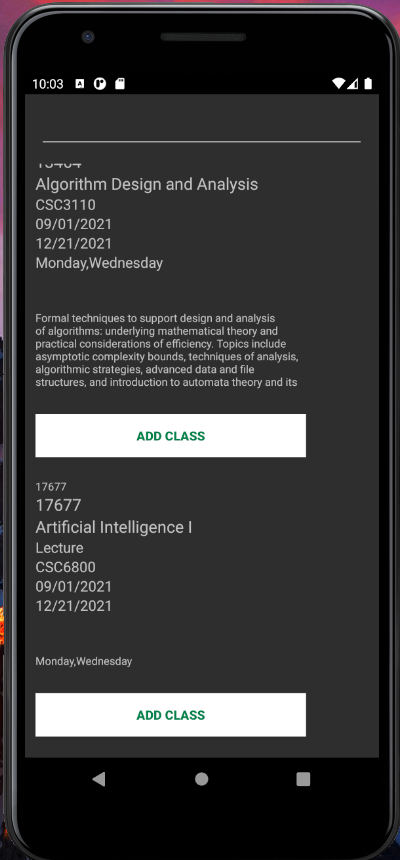 10:03
Algorithm Design and Analysis
CSC3110
09/01/2021
12/21/2021
Monday,Wednesday
Formal techniques to support design and analysis
of algorithms: underlying mathematical theory and
practical considerations of efficiency. Topics include
asymptotic complexity bounds, techniques of analysis,
algorithmic strategies, advanced data and file
structures, and introduction to automata theory and its
ADD CLASS
17677
17677
Artificial Intelligence I
Lecture
CSC6800
09/01/2021
12/21/2021
Monday,Wednesday
ADD CLASS